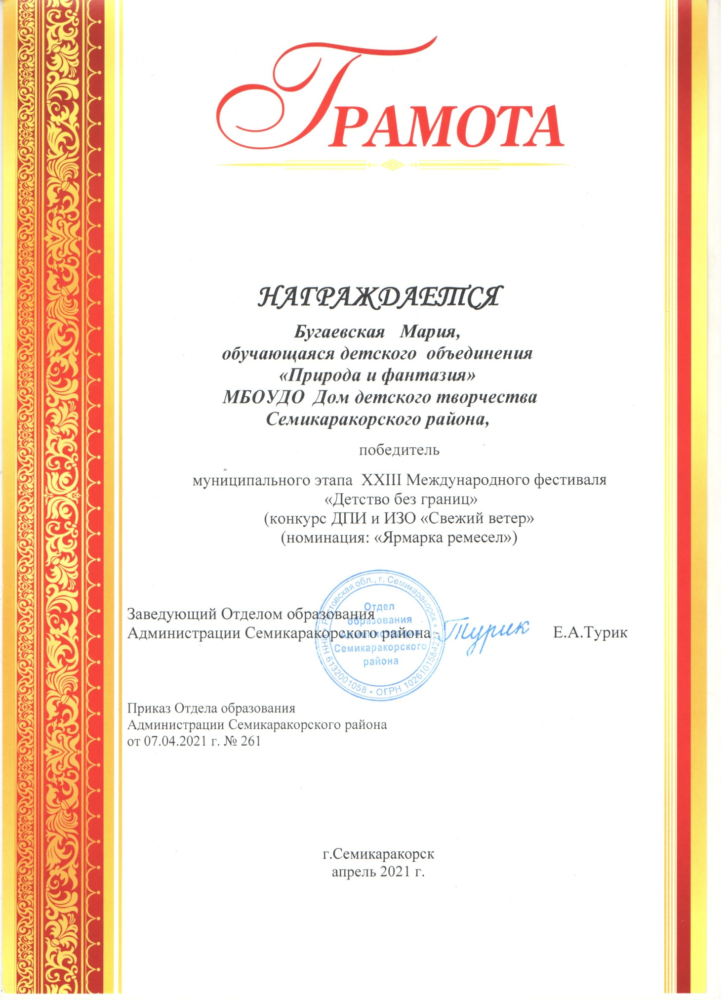 ГРАМОТА
НАГРАЖДАЕТСЯ
Бугаевская Мария,
обучающаяся детского объединения
«Природа и фантазия»
МБОУДО Дом детского творчества
Семикаракорского района,
победитель
муниципального этапа XXIII Международного фестиваля
«Детство без границ»
(конкурс ДПИ и ИЗО «Свежий ветер»
(номинация: «Ярмарка ремесел»)
Заведующий Отделом образования
Администрации Семикаракорского района
Турик
Е.А.Турик
Ростовская обл., г. Семикаракорск * ИНН 6132001058 * ОГРН 1026101584277
Отдел
образования
Администрации
Семикаракорского
района
Приказ Отдела образования
Администрации Семикаракорского района
от 07.04.2021 г. № 261
г.Семикаракорск
апрель 2021 г.